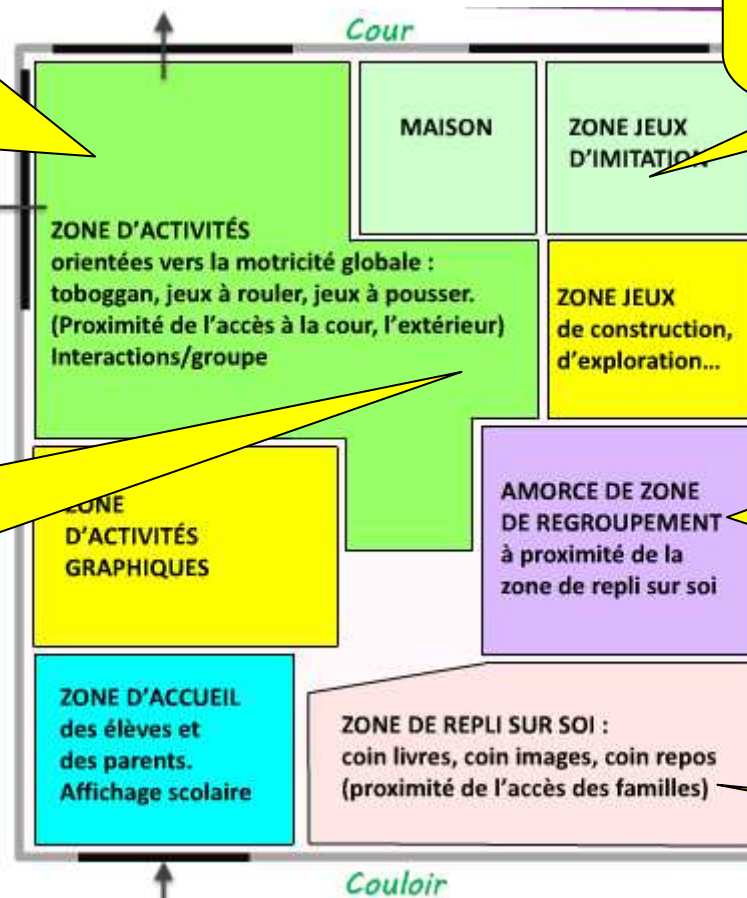 Cour
MAISON
ZONE JEUX
D'IMITATION
ZONE D'ACTIVITÉS
orientées vers la motricité globale :
toboggan, jeux à rouler, jeux à pousser.
(Proximité de l'accès à la cour, l'extérieur)
Interactions/groupe
ZONE JEUX
de construction,
d'exploration...
ZONE
D'ACTIVITÉS
GRAPHIQUES
AMORCE DE ZONE
DE REGROUPEMENT
à proximité de la
zone de repli sur soi
ZONE D'ACCUEIL
des élèves et
des parents.
Affichage scolaire
ZONE DE REPLI SUR SOI :
coin livres, coin images, coin repos
(proximité de l'accès des familles)
Couloir